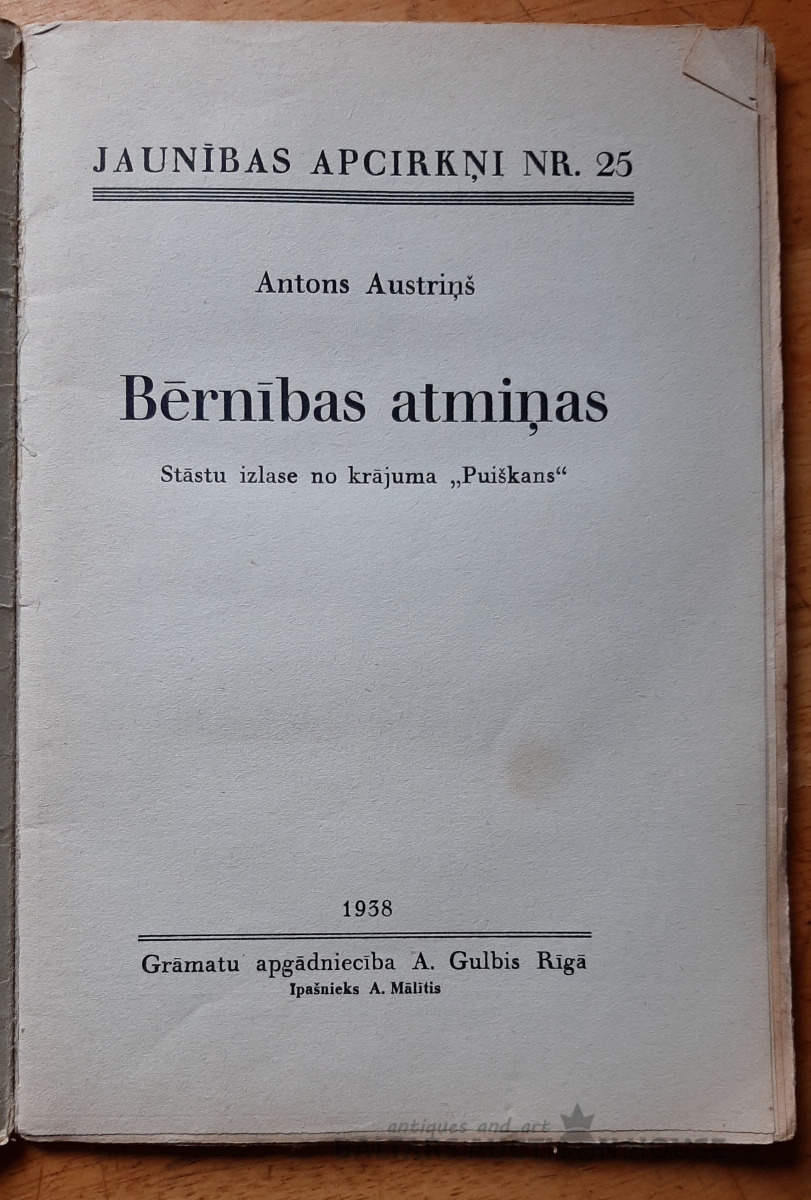 JAUNĪBAS APCIRKŅI NR. 25
Antons Austriņš
Bērnības atmiņas
Stāstu izlase no krājuma „Puiškans“
1938
Grāmatu apgādniecība A. Gulbis Rīgā
Īpašnieks A. Mālītis
antiques and art